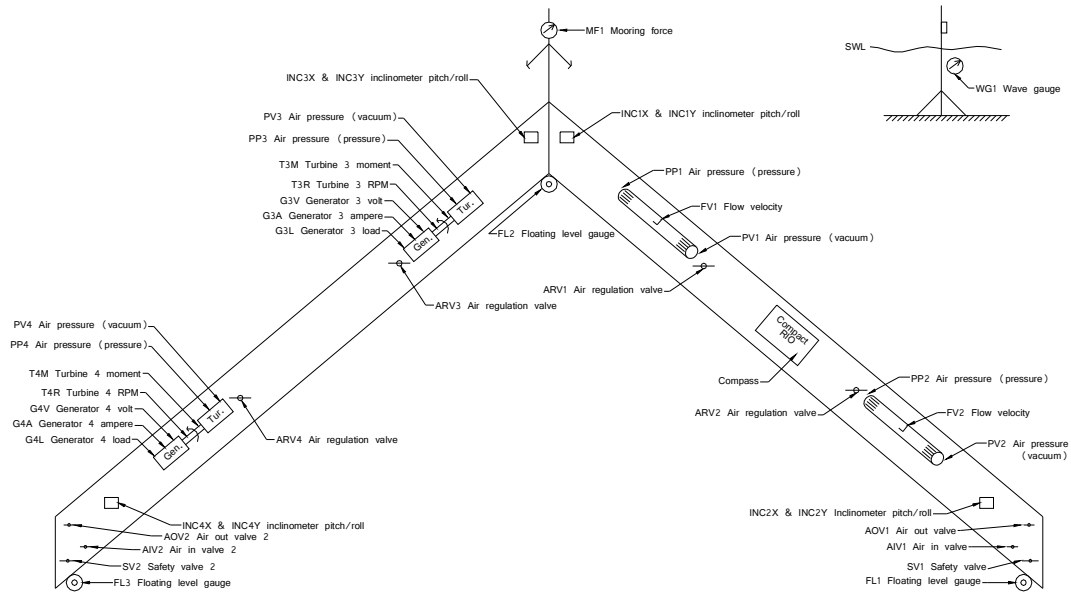 MF1 Mooring force
SWL
WG1 Wave gauge
INC3X & INC3Y inclinometer pitch/roll
INC1X & INC1Y inclinometer pitch/roll
PV3 Air pressure (vacuum)
PP3 Air pressure (pressure)
T3M Turbine 3 moment
T3R Turbine 3 RPM
G3V Generator 3 volt
G3A Generator 3 ampere
G3L Generator 3 load
Tur.
Gen.
FL2 Floating level gauge
PP1 Air pressure (pressure)
FV1 Flow velocity
PV1 Air pressure (vacuum)
ARV1 Air regulation valve
ARV3 Air regulation valve
Compact
RIO
Compass
PV4 Air pressure (vacuum)
PP4 Air pressure (pressure)
T4M Turbine 4 moment
T4R Turbine 4 RPM
G4V Generator 4 volt
G4A Generator 4 ampere
G4L Generator 4 load
Tur.
Gen.
ARV4 Air regulation valve
ARV2 Air regulation valve
PP2 Air pressure (pressure)
FV2 Flow velocity
PV2 Air pressure
(vacuum)
INC4X & INC4Y inclinometer pitch/roll
AOV2 Air out valve 2
AIV2 Air in valve 2
SV2 Safety valve 2
FL3 Floating level gauge
INC2X & INC2Y Inclinometer pitch/roll
AOV1 Air out valve
AIV1 Air in valve
SV1 Safety valve
FL1 Floating level gauge